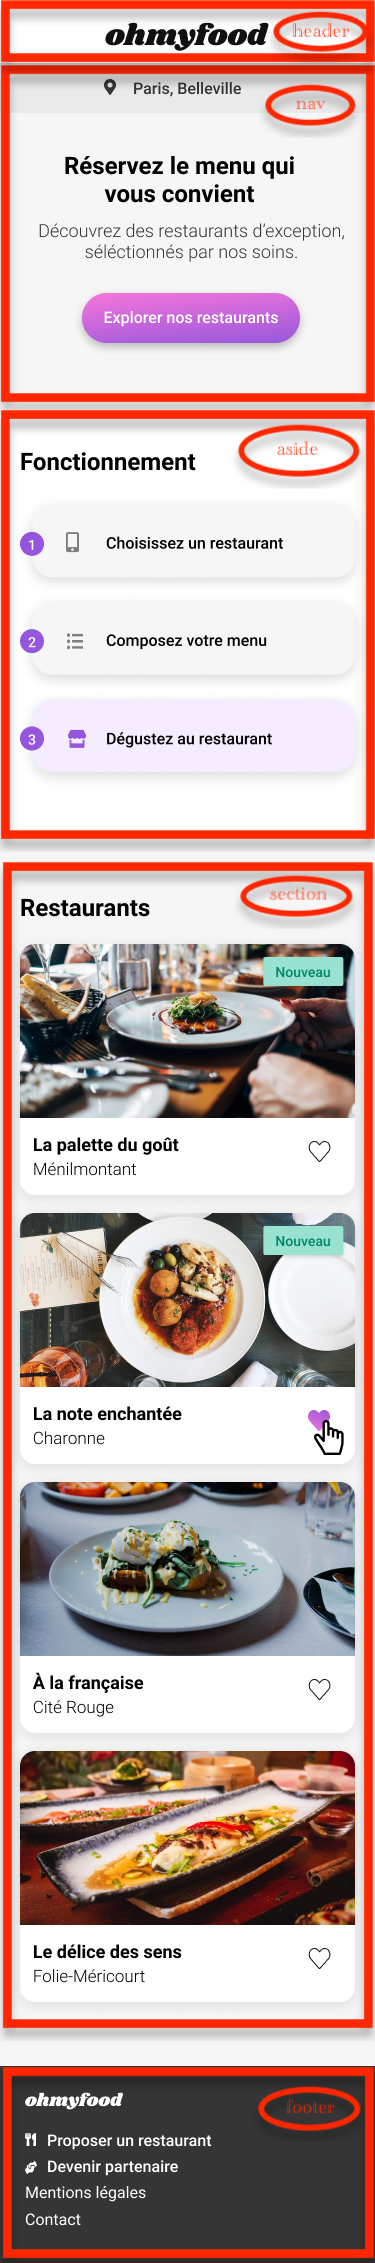 ohmyfood
header
Paris, Belleville
nav
Réservez le menu qui
vous convient
Découvrez des restaurants d’exception,
séléctionnés par nos soins.
Explorer nos restaurants
aside
Fonctionnement
1 Choisissez un restaurant
2 Composez votre menu
3 Dégustez au restaurant
section
Restaurants
Nouveau
La palette du goût
Ménilmontant
Nouveau
La note enchantée
Charonne
À la française
Cité Rouge
Le délice des sens
Folie-Méricourt
ohmyfood
footer
Proposer un restaurant
Devenir partenaire
Mentions légales
Contact